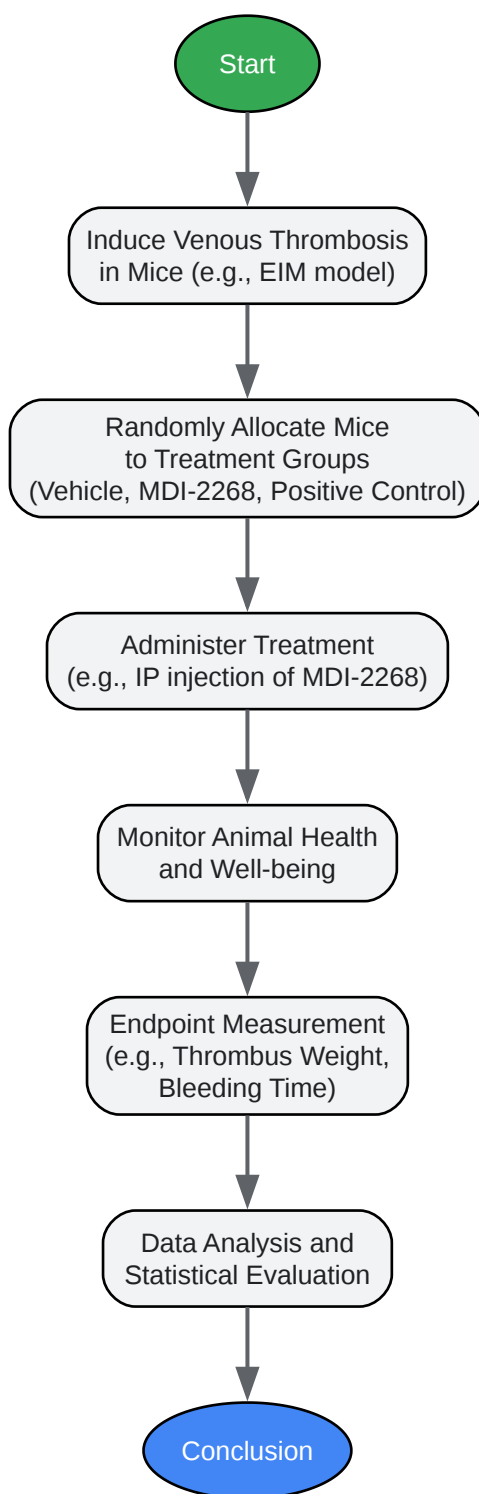 Start
Induce Venous Thrombosis
in Mice (e.g., EIM model)
Randomly Allocate Mice
to Treatment Groups
(Vehicle, MDI-2268, Positive Control)
Administer Treatment
(e.g., IP injection of MDI-2268)
Monitor Animal Health
and Well-being
Endpoint Measurement
(e.g., Thrombus Weight,
Bleeding Time)
Data Analysis and
Statistical Evaluation
Conclusion